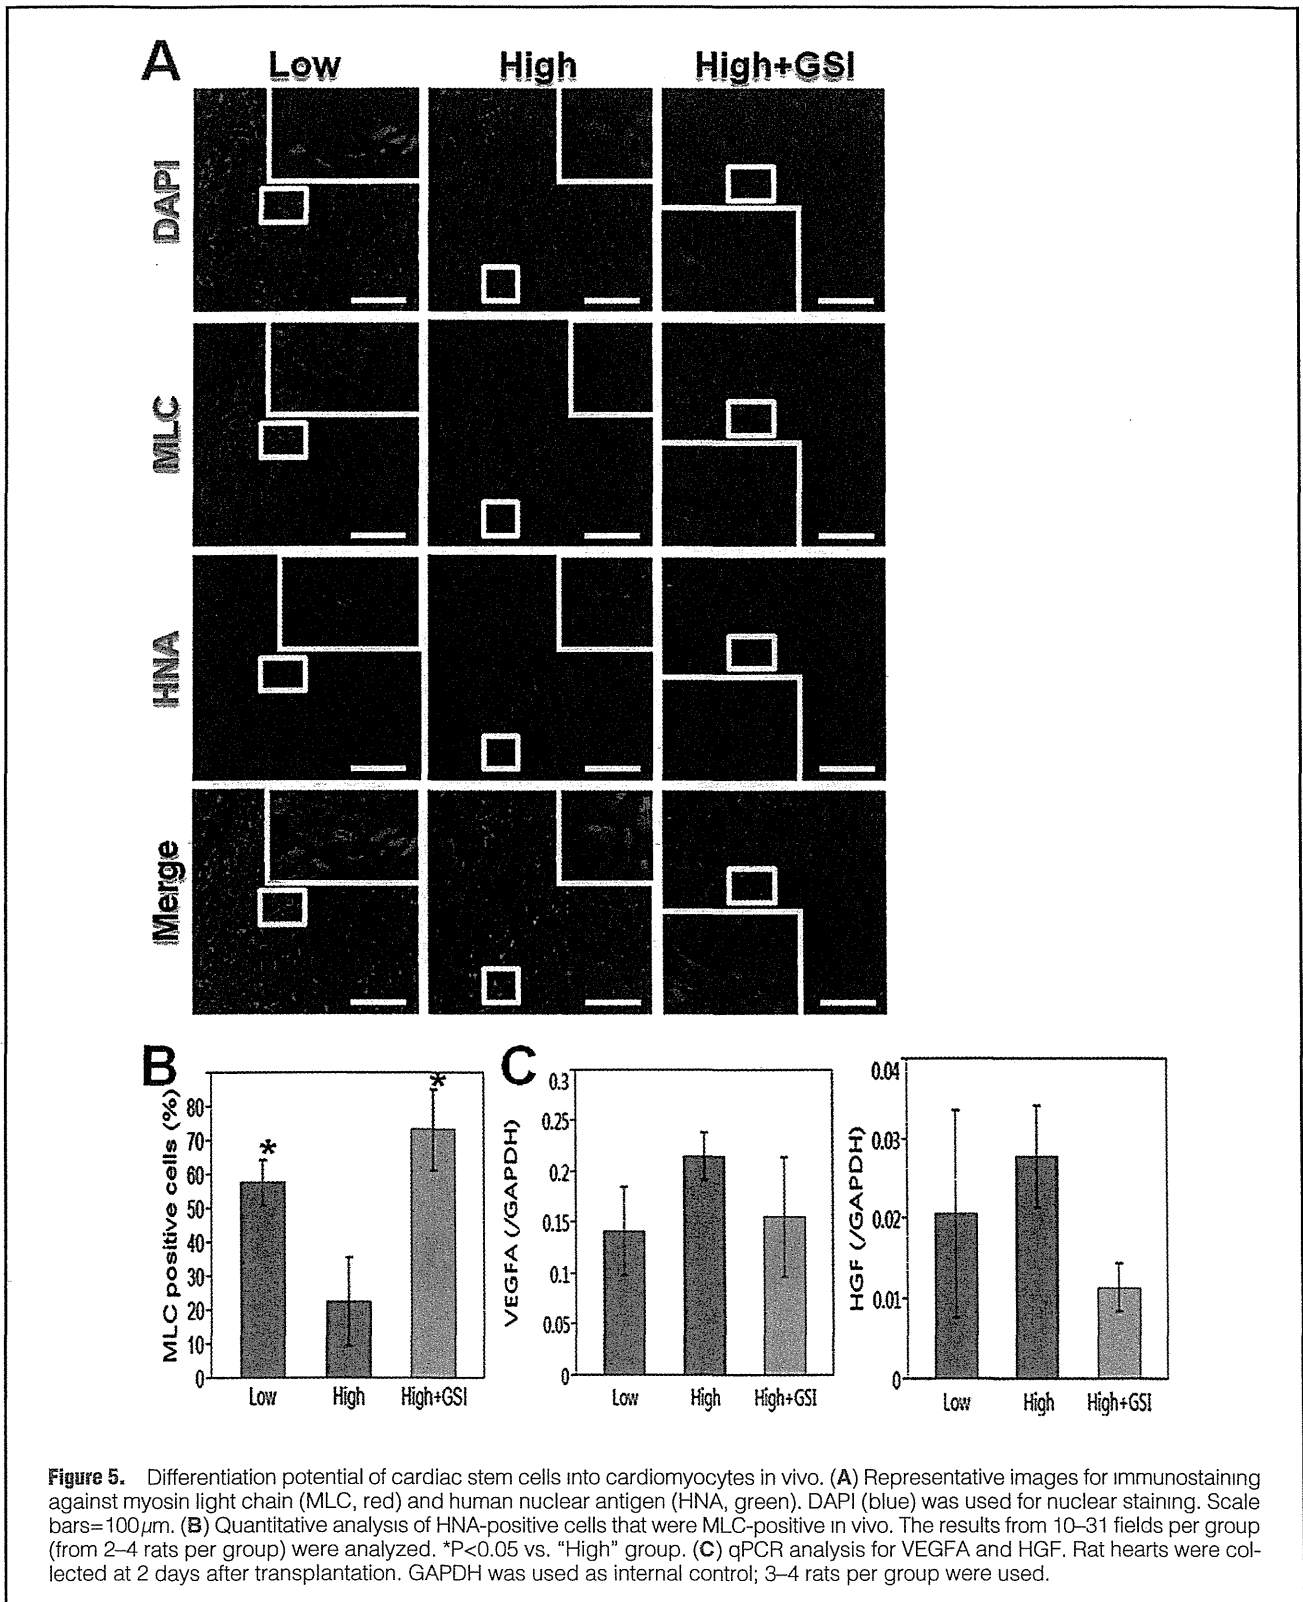 A
Low High High+GSI
DAPI
MLC
HNA
Merge
B
MLC positive cells (%)
80
70
60
50
40
30
20
10
0
*
*
Low High High+GSI
C
VEGFA (/GAPDH)
0.3
0.25
0.2
0.15
0.1
0.05
0
Low High High+GSI
HGF (/GAPDH)
0.04
0.03
0.02
0.01
0
Low High High+GSI
Figure 5. Differentiation potential of cardiac stem cells into cardiomyocytes in vivo. (A) Representative images for immunostaining
against myosin light chain (MLC, red) and human nuclear antigen (HNA, green). DAPI (blue) was used for nuclear staining. Scale
bars=100μm. (B) Quantitative analysis of HNA-positive cells that were MLC-positive in vivo. The results from 10–31 fields per group
(from 2–4 rats per group) were analyzed. *P<0.05 vs. “High” group. (C) qPCR analysis for VEGFA and HGF. Rat hearts were col-
lected at 2 days after transplantation. GAPDH was used as internal control; 3–4 rats per group were used.